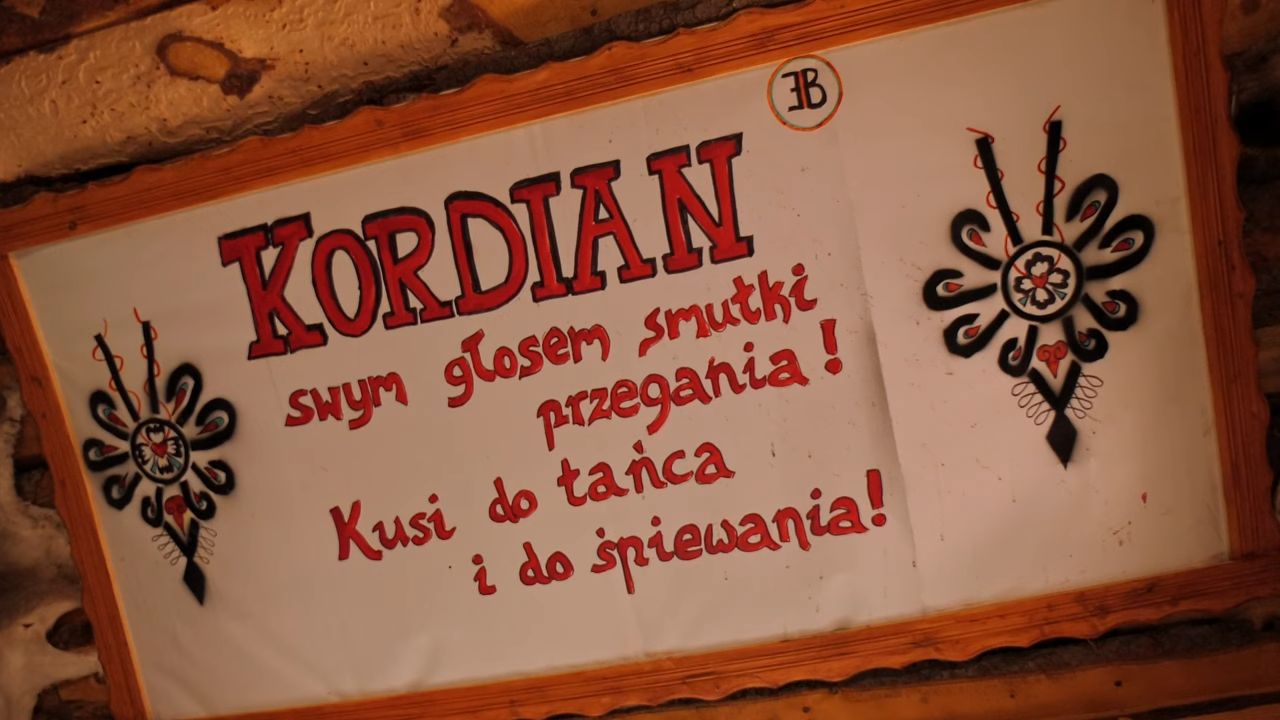 KORDIAN
swym głosem smutki
przegania!
Kusi do tańca
i do śpiewania!